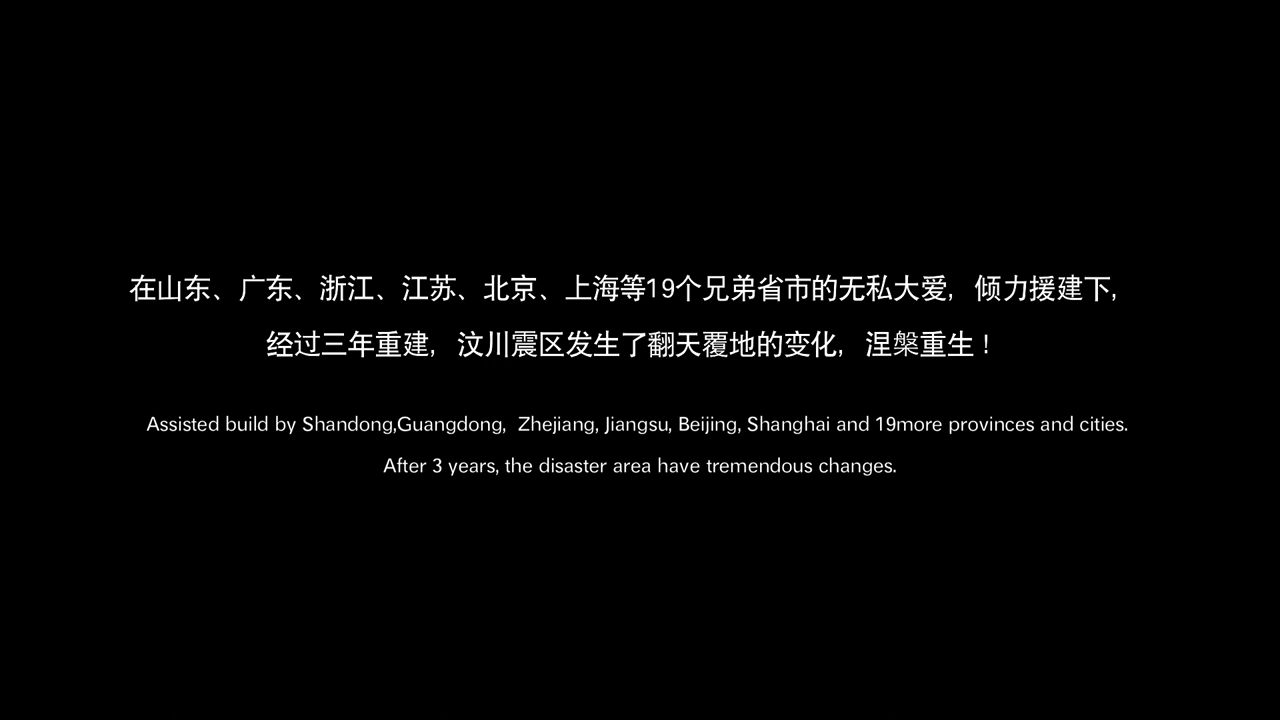 在山东、广东、浙江、江苏、北京、上海等19个兄弟省市的无私大爱，倾力援建下,
经过三年重建，汶川震区发生了翻天覆地的变化，涅槃重生！
Assisted build by Shandong,Guangdong,  Zhejiang, Jiangsu, Beijing, Shanghai and 19more provinces and cities.
After 3 years, the disaster area have tremendous changes.